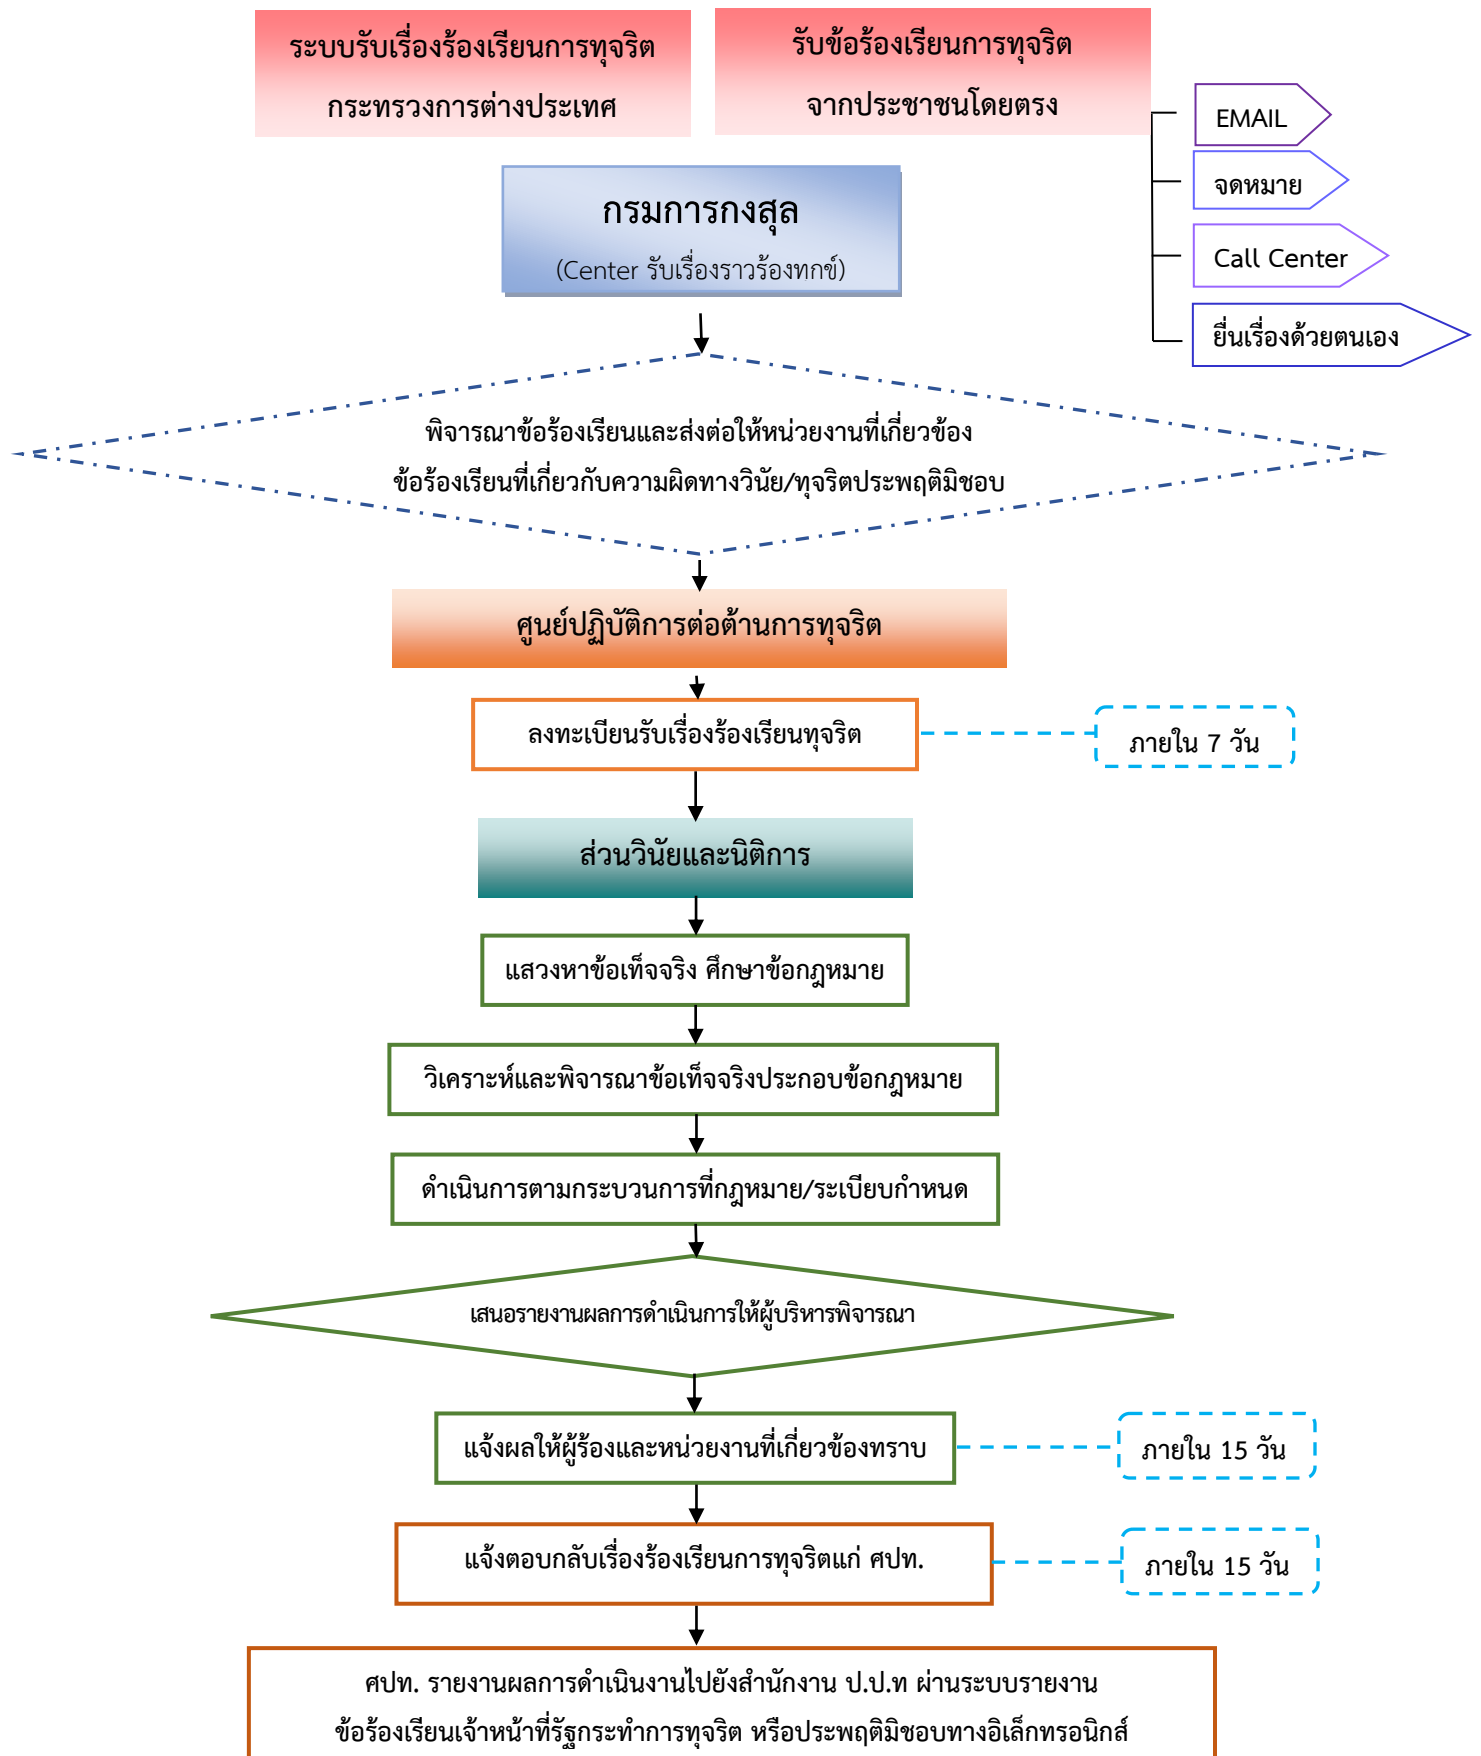 ระบบรับเรื่องร้องเรียนการทุจริต
กระทรวงการต่างประเทศ
รับข้อร้องเรียนการทุจริต
จากประชาชนโดยตรง
EMAIL
จดหมาย
Call Center
ยื่นเรื่องด้วยตนเอง
กรมการกงสุล
(Center รับเรื่องราวร้องทุกข์)
พิจารณาข้อร้องเรียนและส่งต่อให้หน่วยงานที่เกี่ยวข้อง
ข้อร้องเรียนที่เกี่ยวกับความผิดทางวินัย/ทุจริตประพฤติมิชอบ
ศูนย์ปฏิบัติการต่อต้านการทุจริต
ลงทะเบียนรับเรื่องร้องเรียนทุจริต
ภายใน 7 วัน
ส่วนวินัยและนิติการ
แสวงหาข้อเท็จจริง ศึกษาข้อกฎหมาย
วิเคราะห์และพิจารณาข้อเท็จจริงประกอบข้อกฎหมาย
ดำเนินการตามกระบวนการที่กฎหมาย/ระเบียบกำหนด
เสนอรายงานผลการดำเนินการให้ผู้บริหารพิจารณา
แจ้งผลให้ผู้ร้องและหน่วยงานที่เกี่ยวข้องทราบ
ภายใน 15 วัน
แจ้งตอบกลับเรื่องร้องเรียนการทุจริตแก่ ศปท.
ภายใน 15 วัน
ศปท. รายงานผลการดำเนินงานไปยังสำนักงาน ป.ป.ท ผ่านระบบรายงาน
ข้อร้องเรียนเจ้าหน้าที่รัฐกระทำการทุจริต หรือประพฤติมิชอบทางอิเล็กทรอนิกส์